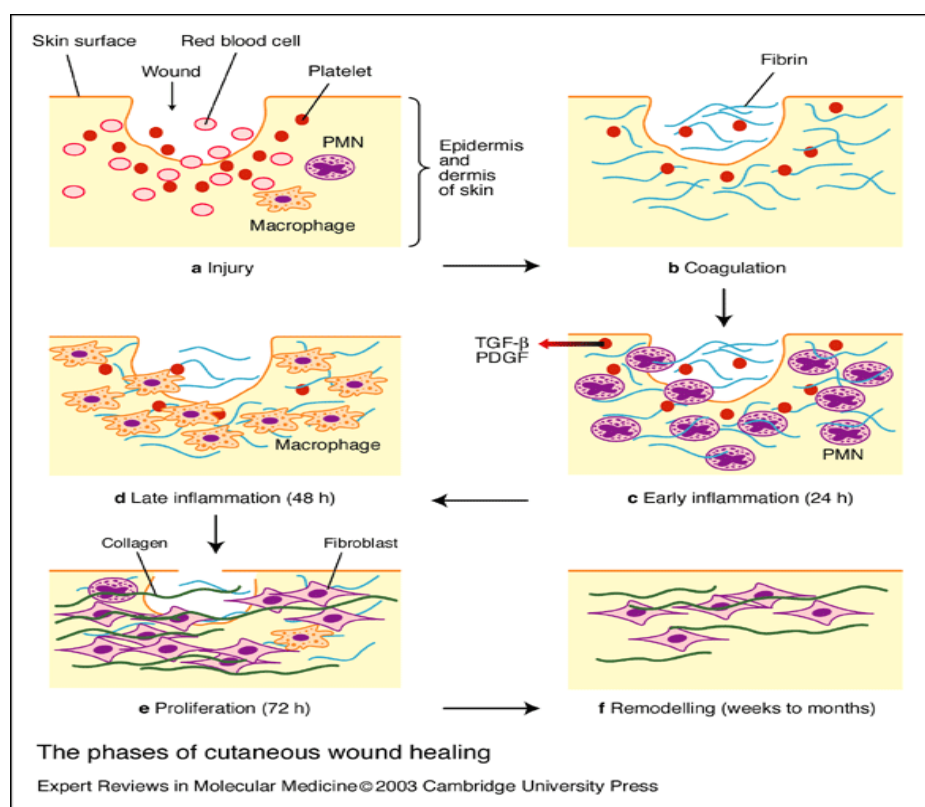 Skin surface
Red blood cell
Wound
Platelet
PMN
Macrophage
Epidermis
and
dermis
of skin
a Injury
Fibrin
b Coagulation
TGF-β
PDGF
PMN
c Early inflammation (24 h)
Macrophage
d Late inflammation (48 h)
Collagen
Fibroblast
e Proliferation (72 h)
f Remodelling (weeks to months)
The phases of cutaneous wound healing
Expert Reviews in Molecular Medicine © 2003 Cambridge University Press